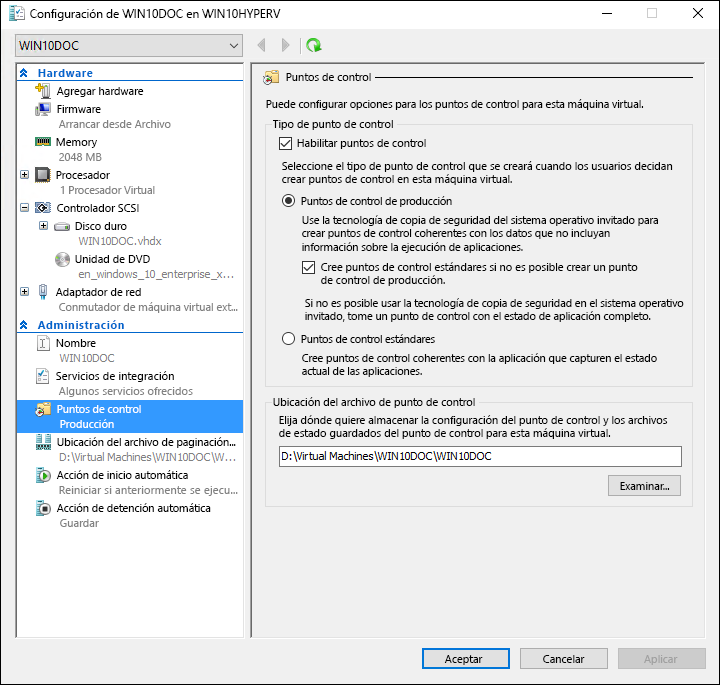 Configuración de WIN10DOC en WIN10HYPERV
WIN10DOC
Hardware
Agregar hardware
Firmware
Arrancar desde Archivo
Memory
2048 MB
Procesador
1 Procesador Virtual
Controlador SCSI
Disco duro
WIN10DOC.vhdx
Unidad de DVD
en_windows_10_enterprise_x...
Adaptador de red
Conmutador de máquina virtual ext...
Administración
Nombre
WIN10DOC
Servicios de integración
Algunos servicios ofrecidos
Puntos de control
Producción
Ubicación del archivo de paginación...
D:\Virtual Machines\WIN10DOC\W...
Acción de inicio automática
Reiniciar si anteriormente se ejecu...
Acción de detención automática
Guardar
Puntos de control
Puede configurar opciones para los puntos de control para esta máquina virtual.
Tipo de punto de control
Habilitar puntos de control
Seleccione el tipo de punto de control que se creará cuando los usuarios decidan
crear puntos de control en esta máquina virtual.
Puntos de control de producción
Use la tecnología de copia de seguridad del sistema operativo invitado para
crear puntos de control coherentes con los datos que no incluyan
información sobre la ejecución de aplicaciones.
Cree puntos de control estándares si no es posible crear un punto
de control de producción.
Si no es posible usar la tecnología de copia de seguridad en el sistema operativo
invitado, tome un punto de control con el estado de aplicación completo.
Puntos de control estándares
Cree puntos de control coherentes con la aplicación que capturen el estado
actual de las aplicaciones.
Ubicación del archivo de punto de control
Elija dónde quiere almacenar la configuración del punto de control y los archivos
de estado guardados del punto de control para esta máquina virtual.
D:\Virtual Machines\WIN10DOC\WIN10DOC
Examinar...
Aceptar
Cancelar
Aplicar